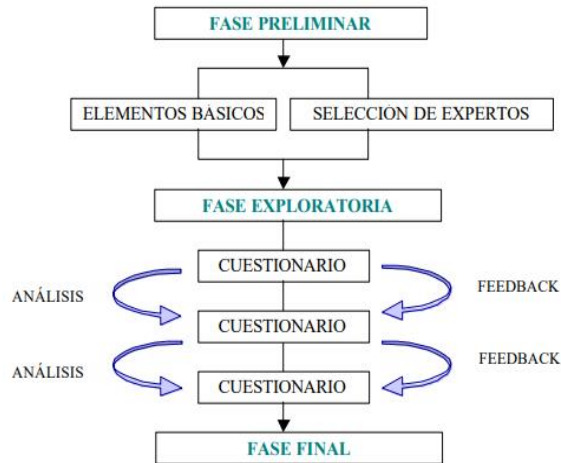 FASE PRELIMINAR
ELEMENTOS BÁSICOS
SELECCIÓN DE EXPERTOS
FASE EXPLORATORIA
CUESTIONARIO
ANÁLISIS
FEEDBACK
CUESTIONARIO
ANÁLISIS
FEEDBACK
CUESTIONARIO
FASE FINAL